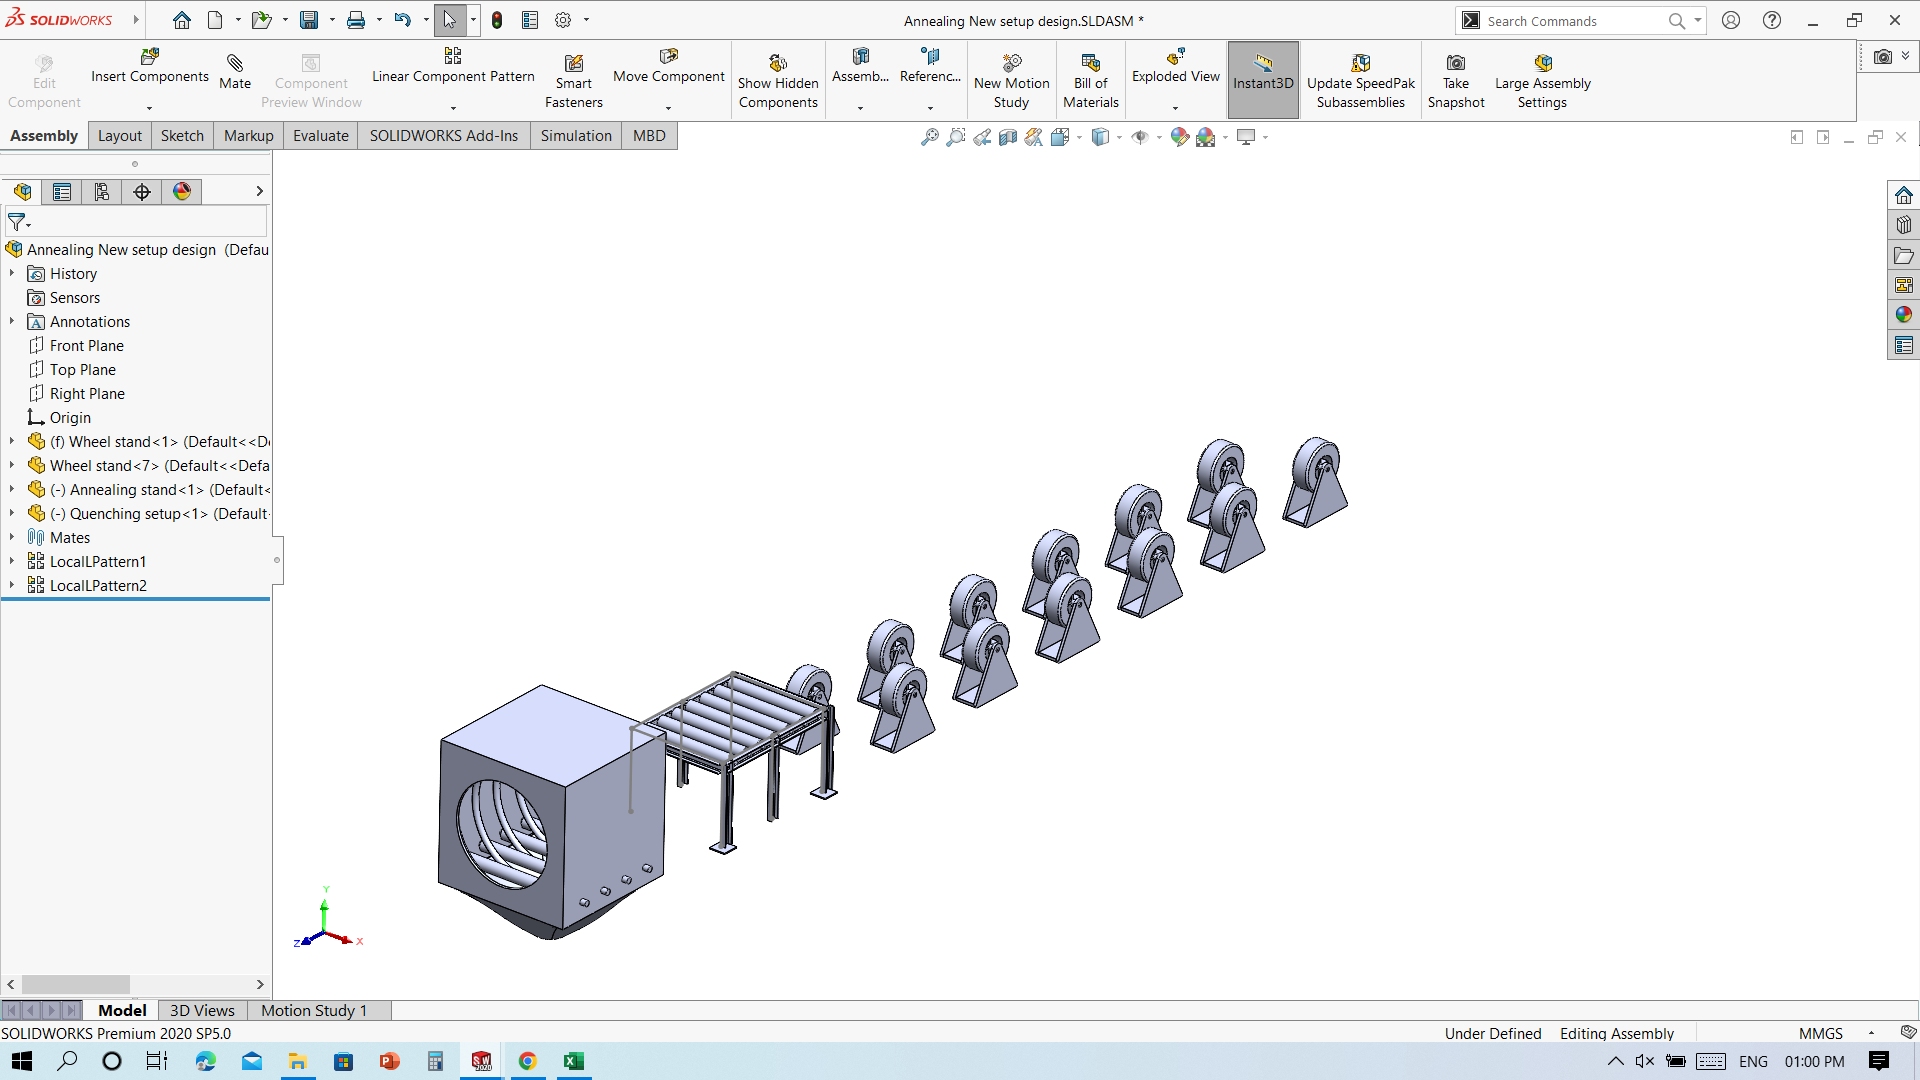 SOLIDWORKS
Annealing New setup design.SLDASM *
Search Commands
Edit Component
Insert Components
Mate
Component Preview Window
Linear Component Pattern
Smart Fasteners
Move Component
Show Hidden Components
Assemb...
Referenc...
New Motion Study
Bill of Materials
Exploded View
Instant3D
Update SpeedPak Subassemblies
Take Snapshot
Large Assembly Settings
Assembly
Layout
Sketch
Markup
Evaluate
SOLIDWORKS Add-Ins
Simulation
MBD
Annealing New setup design (Defau
History
Sensors
Annotations
Front Plane
Top Plane
Right Plane
Origin
(f) Wheel stand<1> (Default<<De
Wheel stand<7> (Default<<Defa
(-) Annealing stand<1> (Default<
(-) Quenching setup<1> (Default
Mates
LocalLPattern1
LocalLPattern2
Y
Z
X
Model
3D Views
Motion Study 1
SOLIDWORKS Premium 2020 SP5.0
Under Defined
Editing Assembly
MMGS
ENG
01:00 PM